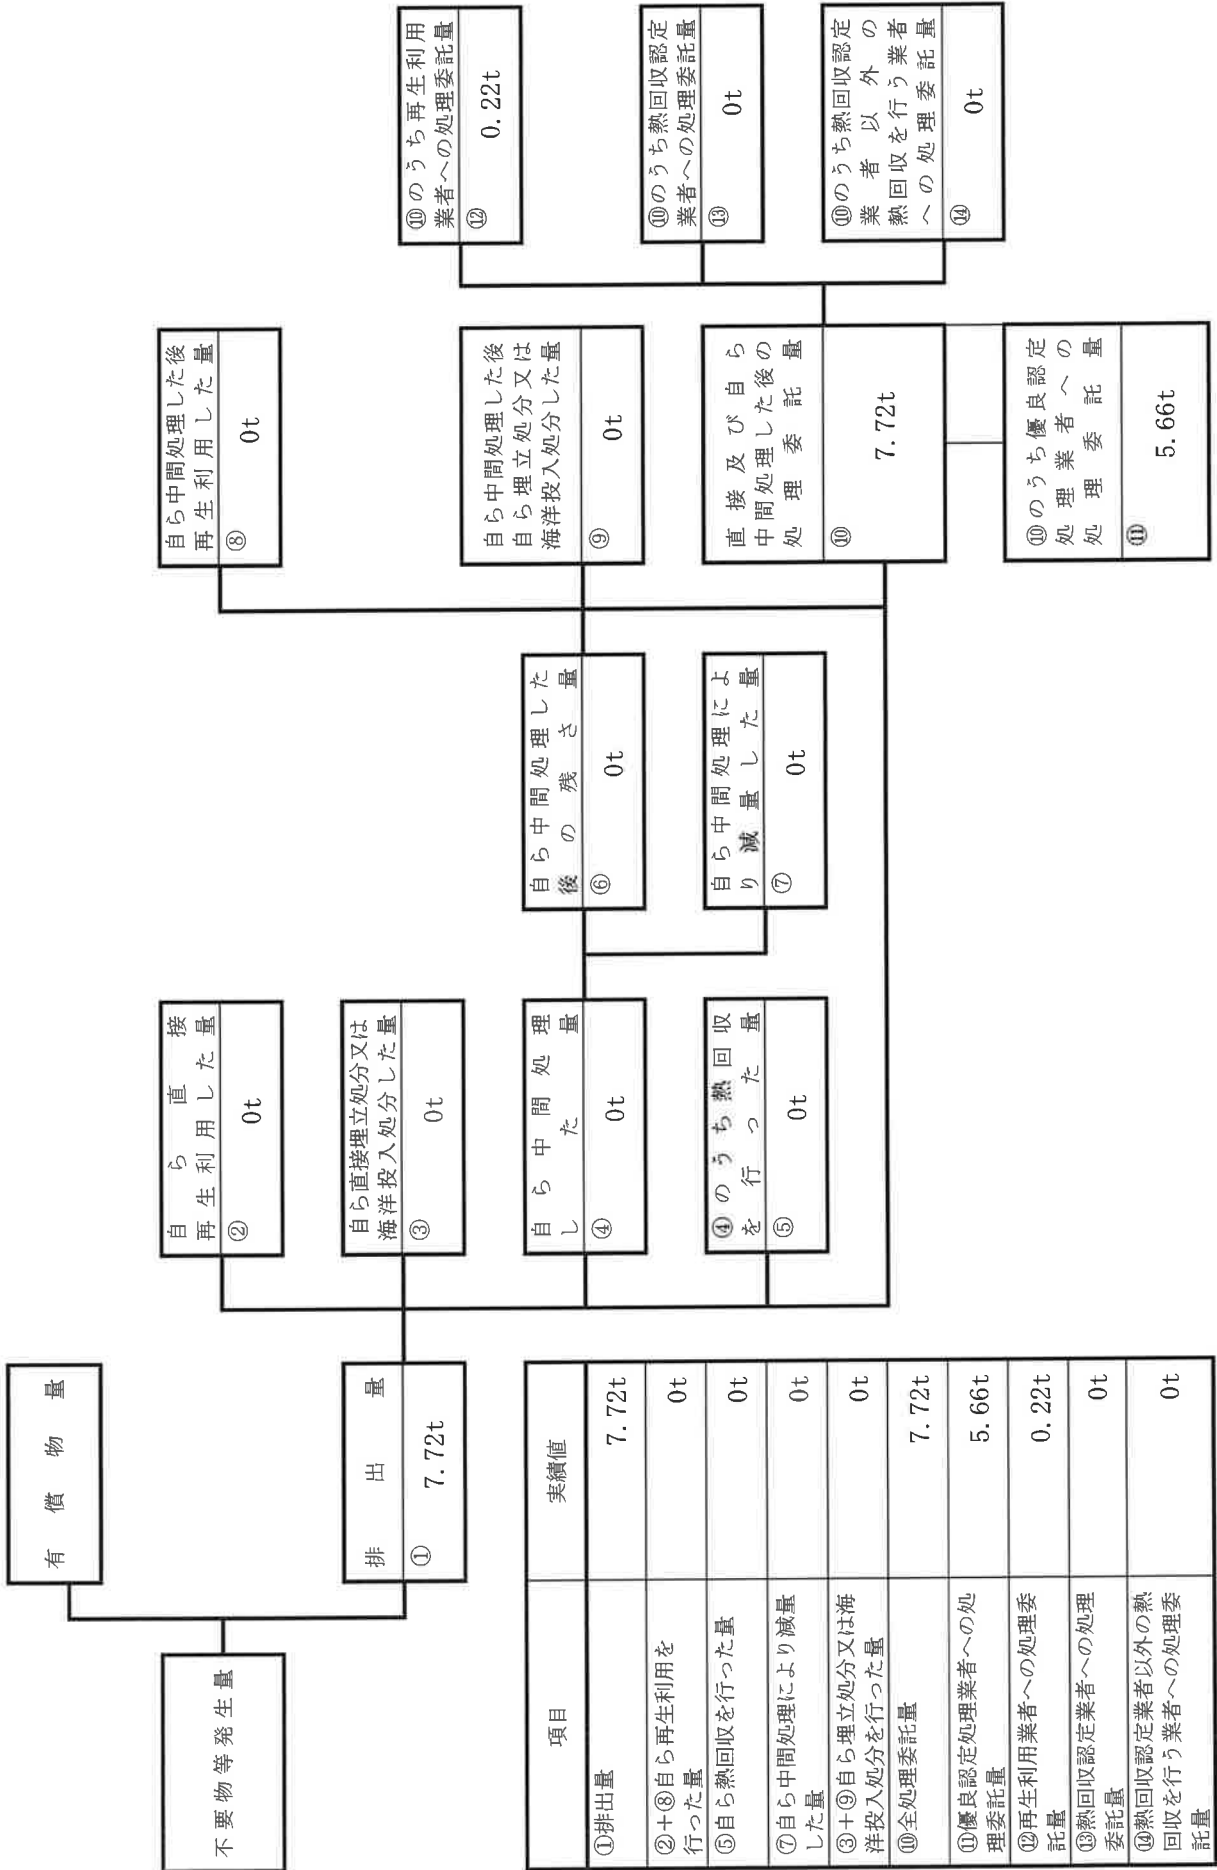 不要物等発生量
有償物量
排出量
① 7.72t
自ら直接
再生利用した量
② 0t
自ら直接埋立処分又は
海洋投入処分した量
③ 0t
自ら中間処理
した量
④ 0t
④のうち熱回収
を行った量
⑤ 0t
自ら中間処理した
後の残さ量
⑥ 0t
自ら中間処理によ
り減量した量
⑦ 0t
自ら中間処理した後
再生利用した量
⑧ 0t
自ら中間処理した後
自ら埋立処分又は
海洋投入処分した量
⑨ 0t
直接及び自ら
中間処理した後の
処理委託量
⑩ 7.72t
⑩のうち優良認定
処理業者への
処理委託量
⑪ 5.66t
⑩のうち再生利用
業者への処理委託量
⑫ 0.22t
⑩のうち熱回収認定
業者への処理委託量
⑬ 0t
⑩のうち熱回収認定
業者以外の
熱回収を行う業者
への処理委託量
⑭ 0t
項目 実績値
①排出量 7.72t
②+⑧自ら再生利用を
行った量 0t
⑤自ら熱回収を行った量 0t
⑦自ら中間処理により減量
した量 0t
③+⑨自ら埋立処分又は海
洋投入処分を行った量 0t
⑩全処理委託量 7.72t
⑪優良認定処理業者への処
理委託量 5.66t
⑫再生利用業者への処理委
託量 0.22t
⑬熱回収認定業者への処理
委託量 0t
⑭熱回収認定業者以外の熱
回収を行う業者への処理委
託量 0t